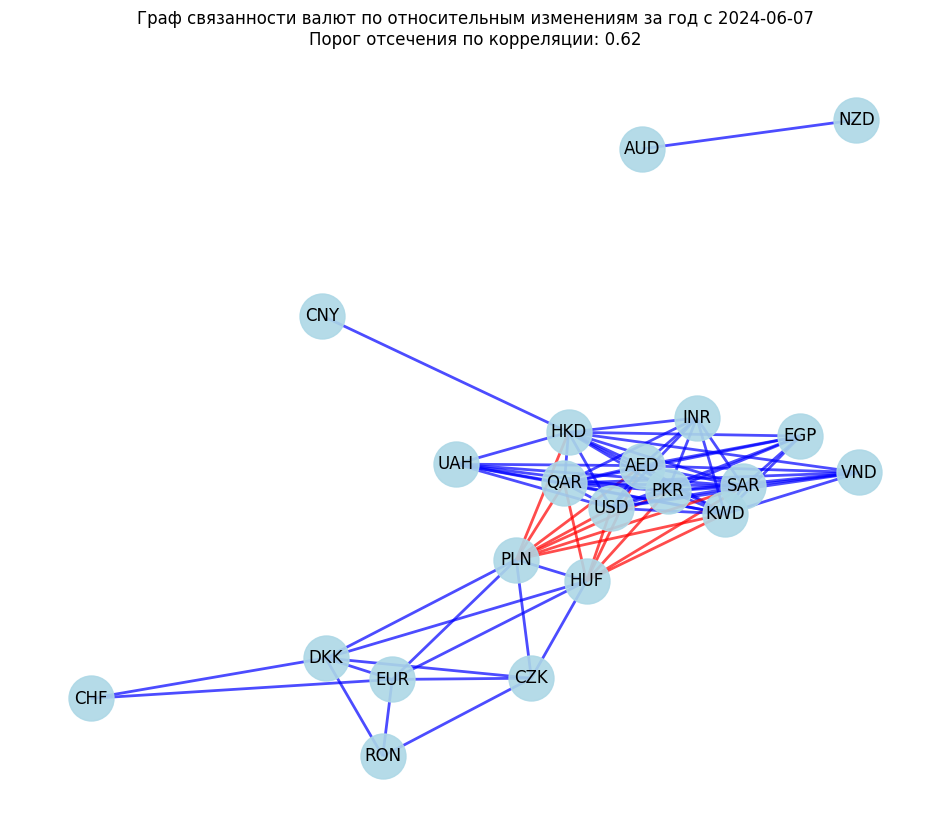 Граф связанности валют по относительным изменениям за год с 2024-06-07
Порог отсечения по корреляции: 0.62
NZD
AUD
CNY
INR
HKD
EGP
UAH
AED
VND
QAR
PKR
SAR
USD
KWD
PLN
HUF
DKK
EUR
CZK
CHF
RON